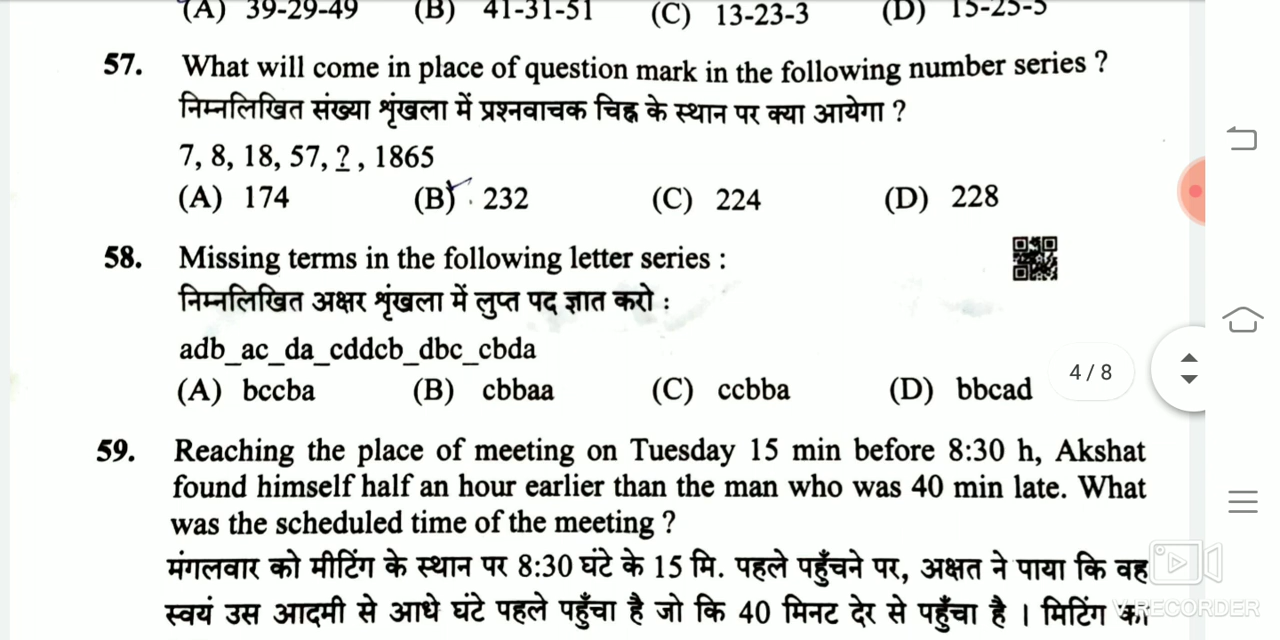 (A) 39-29-49 (B) 41-31-51 (C) 13-23-3 (D) 15-25-5
57. What will come in place of question mark in the following number series ?
निम्नलिखित संख्या शृंखला में प्रश्नवाचक चिह्न के स्थान पर क्या आयेगा ?
7, 8, 18, 57, ?, 1865
(A) 174 (B) 232 (C) 224 (D) 228
58. Missing terms in the following letter series :
निम्नलिखित अक्षर शृंखला में लुप्त पद ज्ञात करो :
adb_ac_da_cddcb_dbc_cbda
(A) bccba (B) cbbaa (C) ccbba (D) bbcad
4 / 8
59. Reaching the place of meeting on Tuesday 15 min before 8:30 h, Akshat
found himself half an hour earlier than the man who was 40 min late. What
was the scheduled time of the meeting ?
मंगलवार को मीटिंग के स्थान पर 8:30 घंटे के 15 मि. पहले पहुँचने पर, अक्षत ने पाया कि वह
स्वयं उस आदमी से आधे घंटे पहले पहुँचा है जो कि 40 मिनट देर से पहुँचा है । मिटिंग का
RECORDER